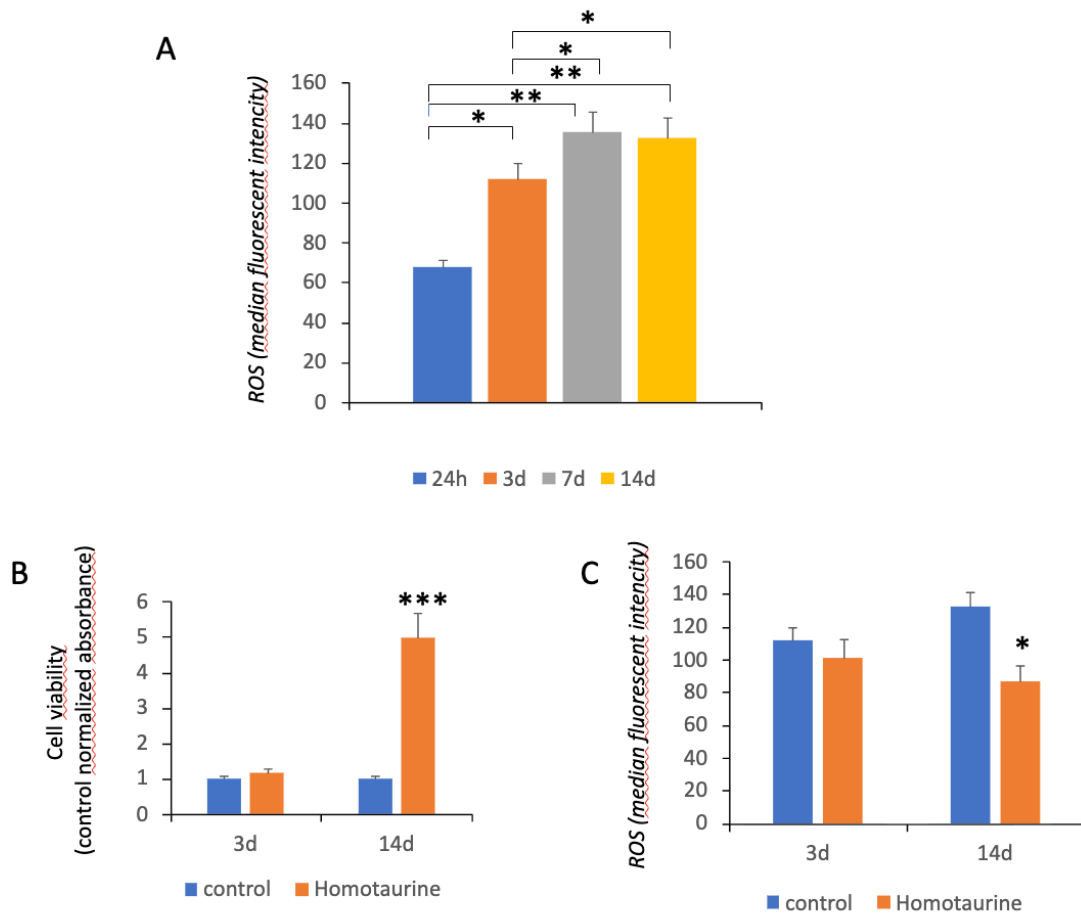 A
*
*
**
**
*
ROS (median fluorescent intencity)
160
140
120
100
80
60
40
20
0
24h 3d 7d 14d
B
Cell viability
(control normalized absorbance)
6
5
4
3
2
1
0
***
3d 14d
control Homotaurine
C
ROS (median fluorescent intencity)
160
140
120
100
80
60
40
20
0
*
3d 14d
control Homotaurine